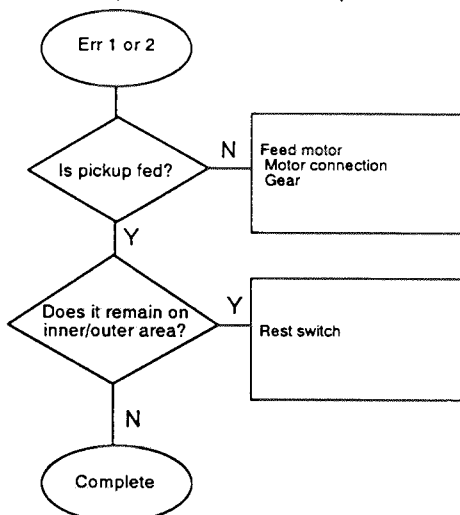 Err 1 or 2
Is pickup fed?
N
Feed motor
Motor connection
Gear
Y
Does it remain on
inner/outer area?
Y
Rest switch
N
Complete